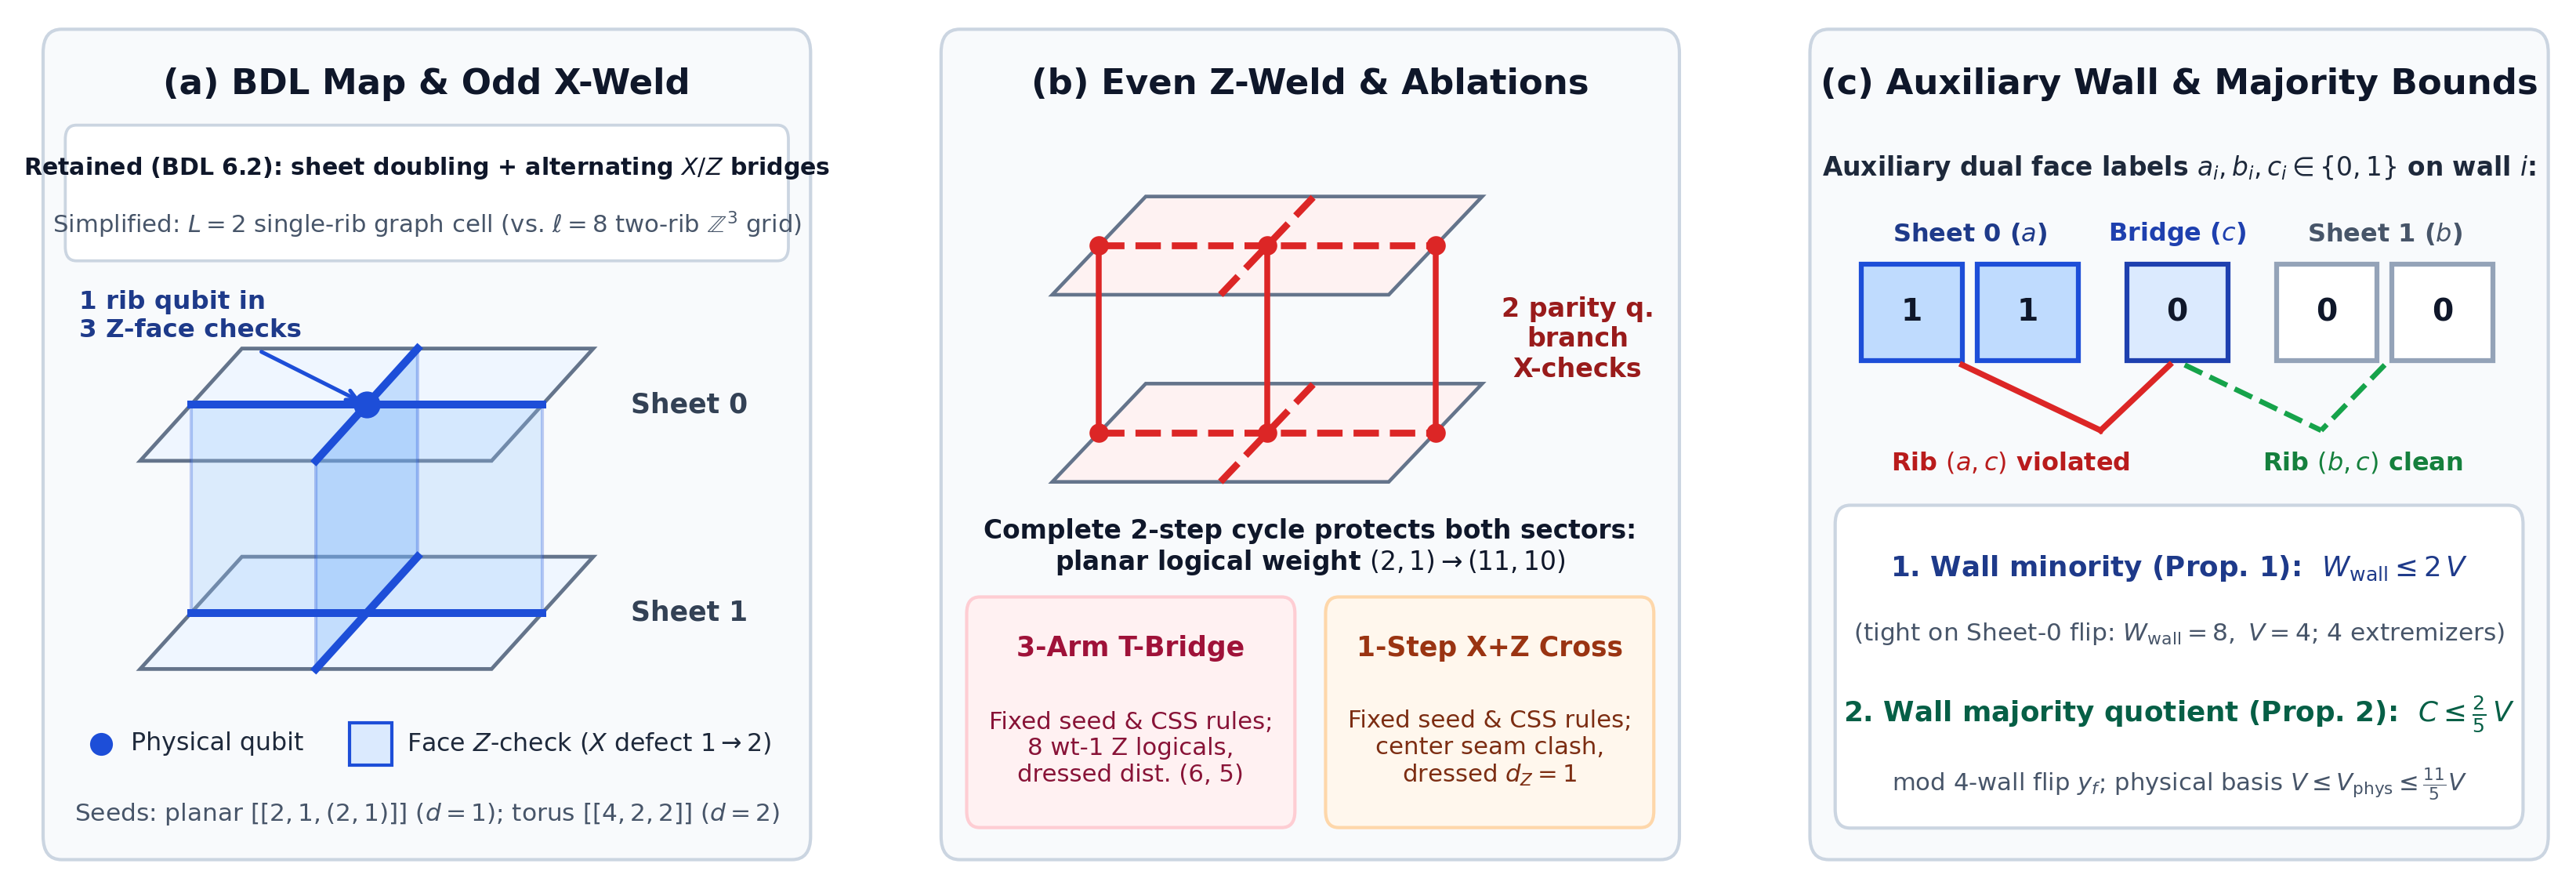 (a) BDL Map & Odd X-Weld
Retained (BDL 6.2): sheet doubling + alternating X/Z bridges
Simplified: L = 2 single-rib graph cell (vs. ℓ = 8 two-rib ℤ³ grid)
1 rib qubit in
3 Z-face checks
Sheet 0
Sheet 1
Physical qubit
Face Z-check (X defect 1 → 2)
Seeds: planar [[2, 1, (2, 1)]] (d = 1); torus [[4, 2, 2]] (d = 2)
(b) Even Z-Weld & Ablations
2 parity q.
branch
X-checks
Complete 2-step cycle protects both sectors:
planar logical weight (2, 1) → (11, 10)
3-Arm T-Bridge
Fixed seed & CSS rules;
8 wt-1 Z logicals,
dressed dist. (6, 5)
1-Step X+Z Cross
Fixed seed & CSS rules;
center seam clash,
dressed d_Z = 1
(c) Auxiliary Wall & Majority Bounds
Auxiliary dual face labels a_i, b_i, c_i ∈ {0, 1} on wall i:
Sheet 0 (a) Bridge (c) Sheet 1 (b)
1 1 0 0 0
Rib (a, c) violated Rib (b, c) clean
1. Wall minority (Prop. 1): W_wall ≤ 2 V
(tight on Sheet-0 flip: W_wall = 8, V = 4; 4 extremizers)
2. Wall majority quotient (Prop. 2): C ≤ 2/5 V
mod 4-wall flip y_f; physical basis V ≤ V_phys ≤ 11/5 V